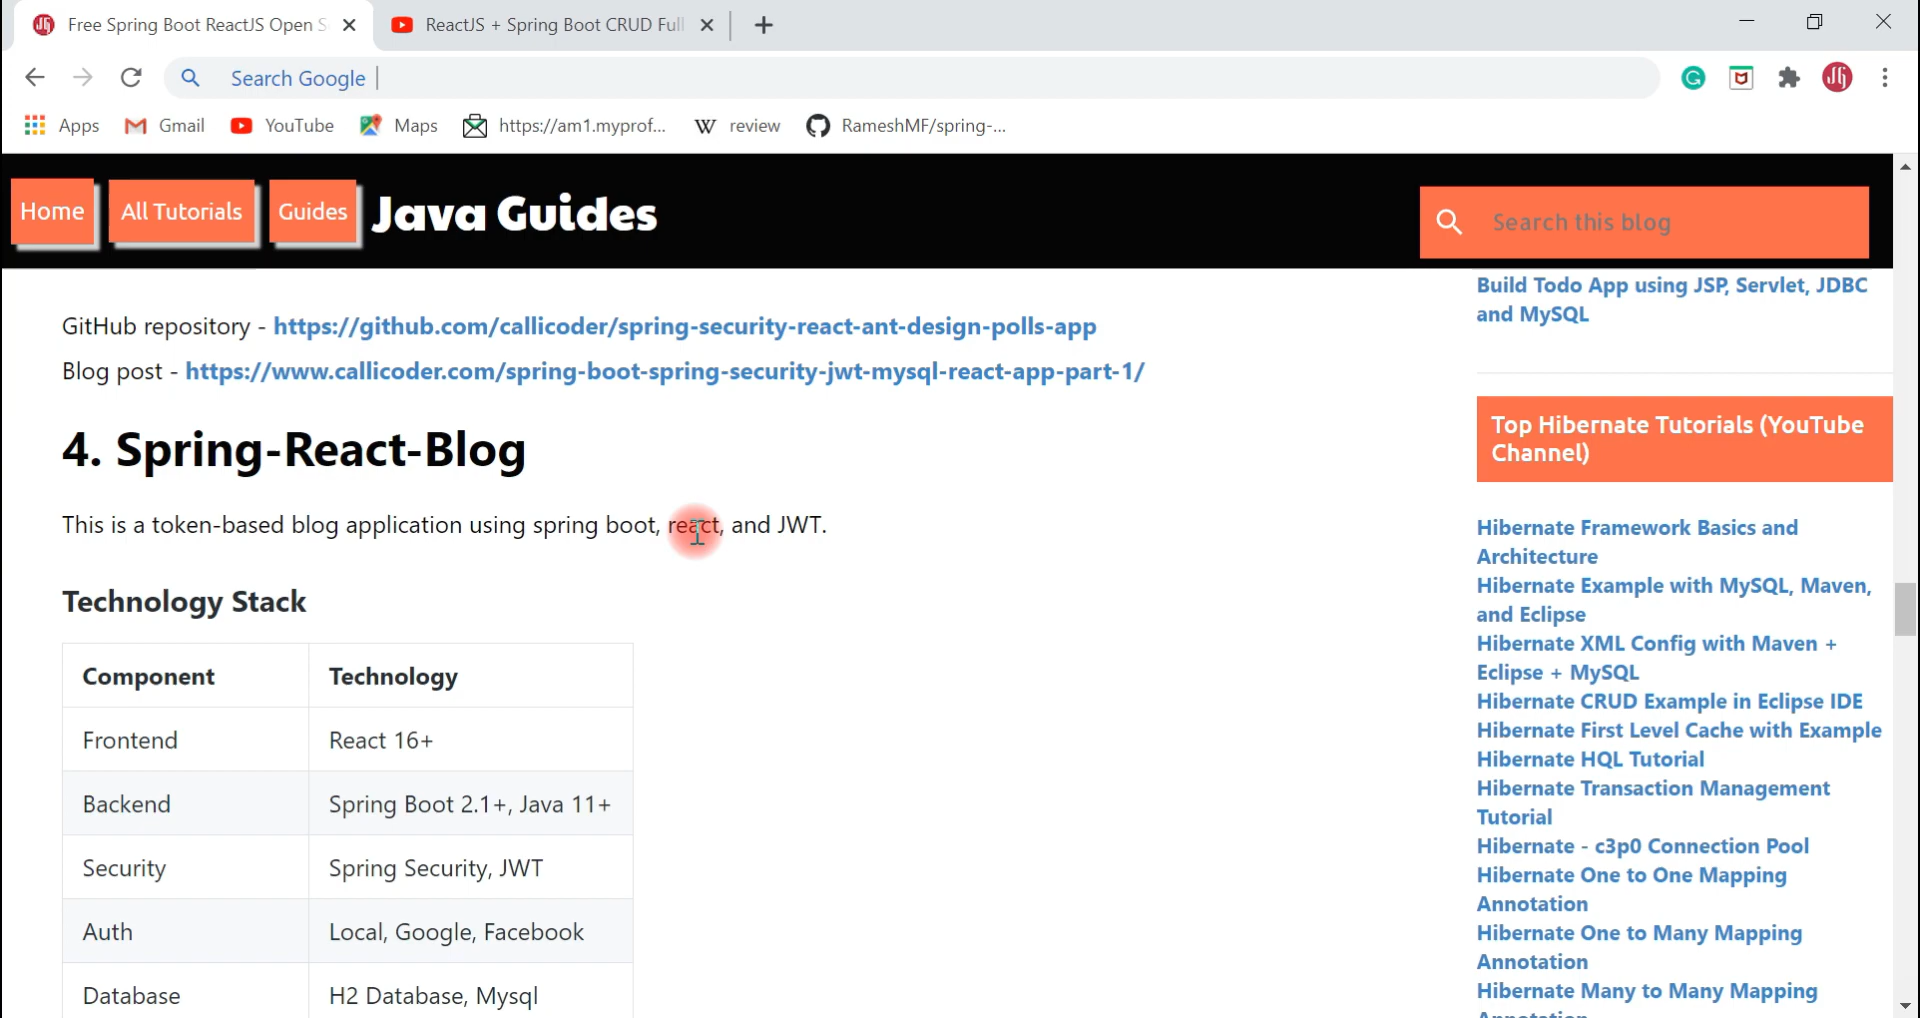 Free Spring Boot ReactJS Open S
ReactJS + Spring Boot CRUD Full
Search Google
Apps
Gmail
YouTube
Maps
https://am1.myprof...
W review
RameshMF/spring-...
Home
All Tutorials
Guides
Java Guides
Search this blog
GitHub repository - https://github.com/callicoder/spring-security-react-ant-design-polls-app
Blog post - https://www.callicoder.com/spring-boot-spring-security-jwt-mysql-react-app-part-1/
4. Spring-React-Blog
This is a token-based blog application using spring boot, react, and JWT.
Technology Stack
Component Technology
Frontend React 16+
Backend Spring Boot 2.1+, Java 11+
Security Spring Security, JWT
Auth Local, Google, Facebook
Database H2 Database, Mysql
Build Todo App using JSP, Servlet, JDBC
and MySQL
Top Hibernate Tutorials (YouTube
Channel)
Hibernate Framework Basics and
Architecture
Hibernate Example with MySQL, Maven,
and Eclipse
Hibernate XML Config with Maven +
Eclipse + MySQL
Hibernate CRUD Example in Eclipse IDE
Hibernate First Level Cache with Example
Hibernate HQL Tutorial
Hibernate Transaction Management
Tutorial
Hibernate - c3p0 Connection Pool
Hibernate One to One Mapping
Annotation
Hibernate One to Many Mapping
Annotation
Hibernate Many to Many Mapping